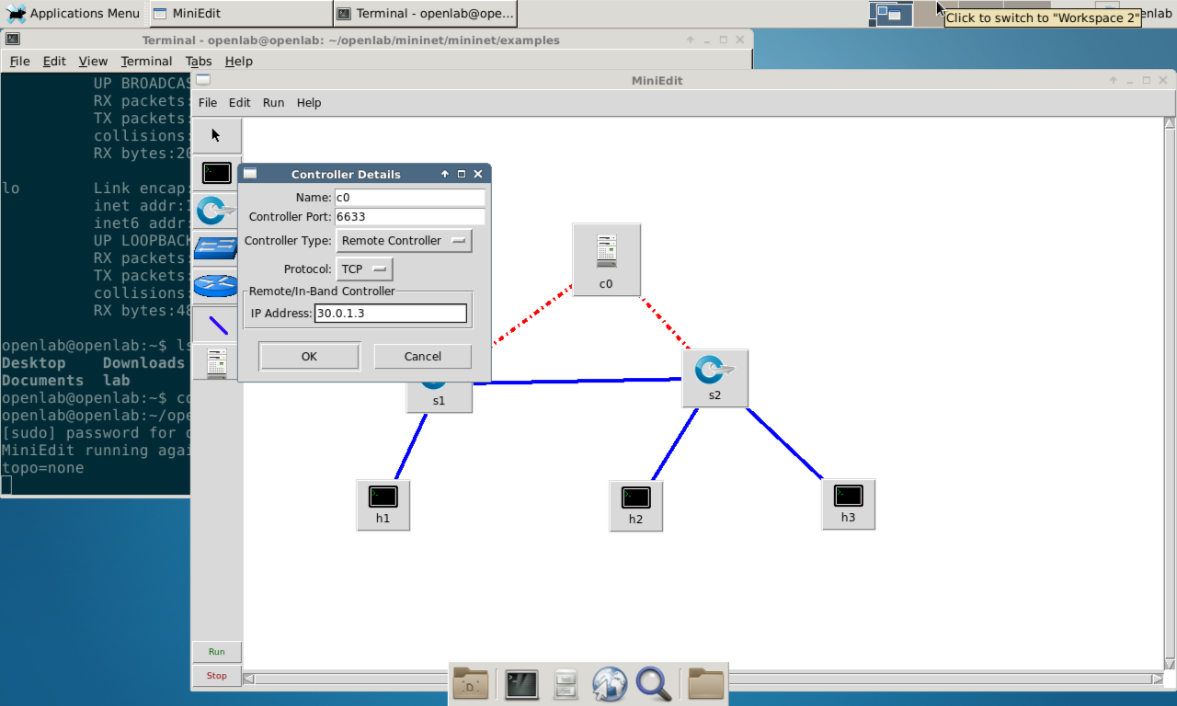 Applications Menu
MiniEdit
Terminal - openlab@ope...
Click to switch to "Workspace 2"
enlab
Terminal - openlab@openlab: ~/openlab/mininet/mininet/examples
File Edit View Terminal Tabs Help
UP BROADCAS
RX packets:
TX packets:
collisions:
RX bytes:20
lo Link encap:
inet addr:1
inet6 addr:
UP LOOPBACK
RX packets:
TX packets:
collisions:
RX bytes:48
openlab@openlab:~$ ls
Desktop Downloads
Documents lab
openlab@openlab:~$ cd
openlab@openlab:~/ope
[sudo] password for o
MiniEdit running agai
topo=none
MiniEdit
File Edit Run Help
Controller Details
Name: c0
Controller Port: 6633
Controller Type: Remote Controller
Protocol: TCP
Remote/In-Band Controller
IP Address: 30.0.1.3
OK Cancel
c0
s1
s2
h1
h2
h3
Run
Stop